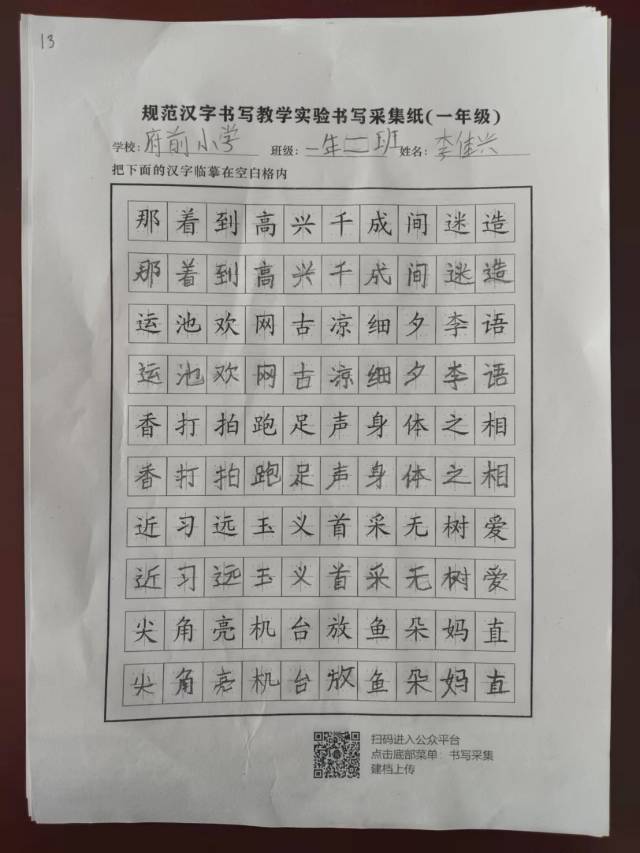 13
规范汉字书写教学实验书写采集纸(一年级)
学校:府前小学 班级:一年二班 姓名:李佳兴
把下面的汉字临摹在空白格内
那着到高兴千成间迷造
那着到高兴千成间迷造
运池欢网古凉细夕李语
运池欢网古凉细夕李语
香打拍跑足声身体之相
香打拍跑足声身体之相
近习远玉义首采无树爱
近习远玉义首采无树爱
尖角亮机台放鱼朵妈直
尖角亮机台放鱼朵妈直
扫码进入公众平台
点击底部菜单:书写采集
建档上传